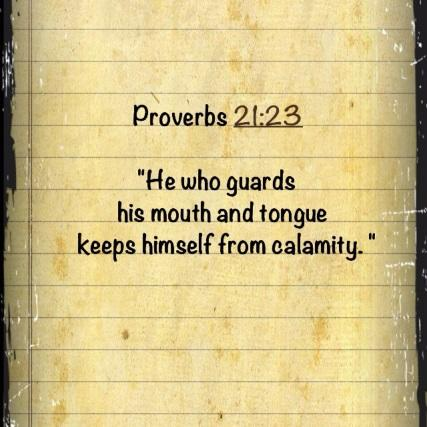 Proverbs 21:23
"He who guards
his mouth and tongue
keeps himself from calamity. "